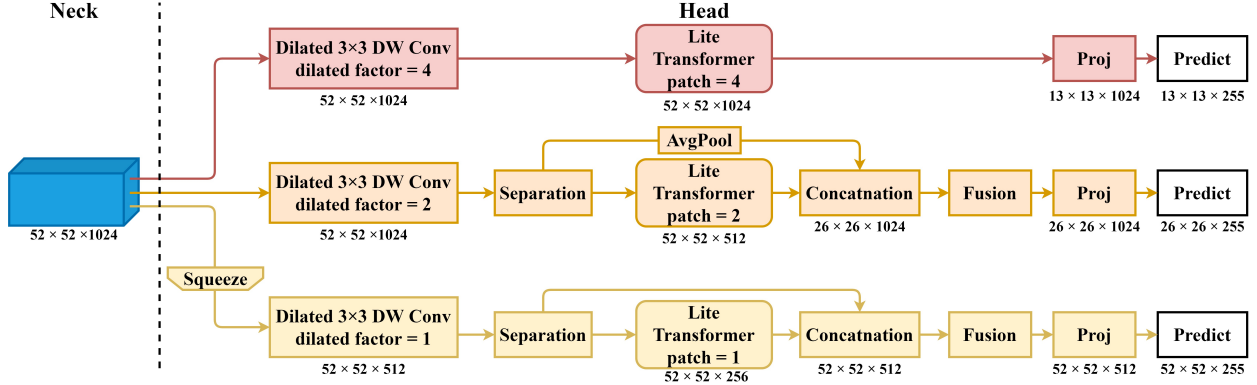 Neck
Head
Dilated 3×3 DW Conv
dilated factor = 4
52 × 52 ×1024
Lite
Transformer
patch = 4
52 × 52 ×1024
Proj
13 × 13 × 1024
Predict
13 × 13 × 255
52 × 52 ×1024
Dilated 3×3 DW Conv
dilated factor = 2
52 × 52 ×1024
Separation
AvgPool
Lite
Transformer
patch = 2
52 × 52 × 512
Concatnation
26 × 26 × 1024
Fusion
Proj
26 × 26 × 1024
Predict
26 × 26 × 255
Squeeze
Dilated 3×3 DW Conv
dilated factor = 1
52 × 52 × 512
Separation
Lite
Transformer
patch = 1
52 × 52 × 256
Concatnation
52 × 52 × 512
Fusion
Proj
52 × 52 × 512
Predict
52 × 52 × 255